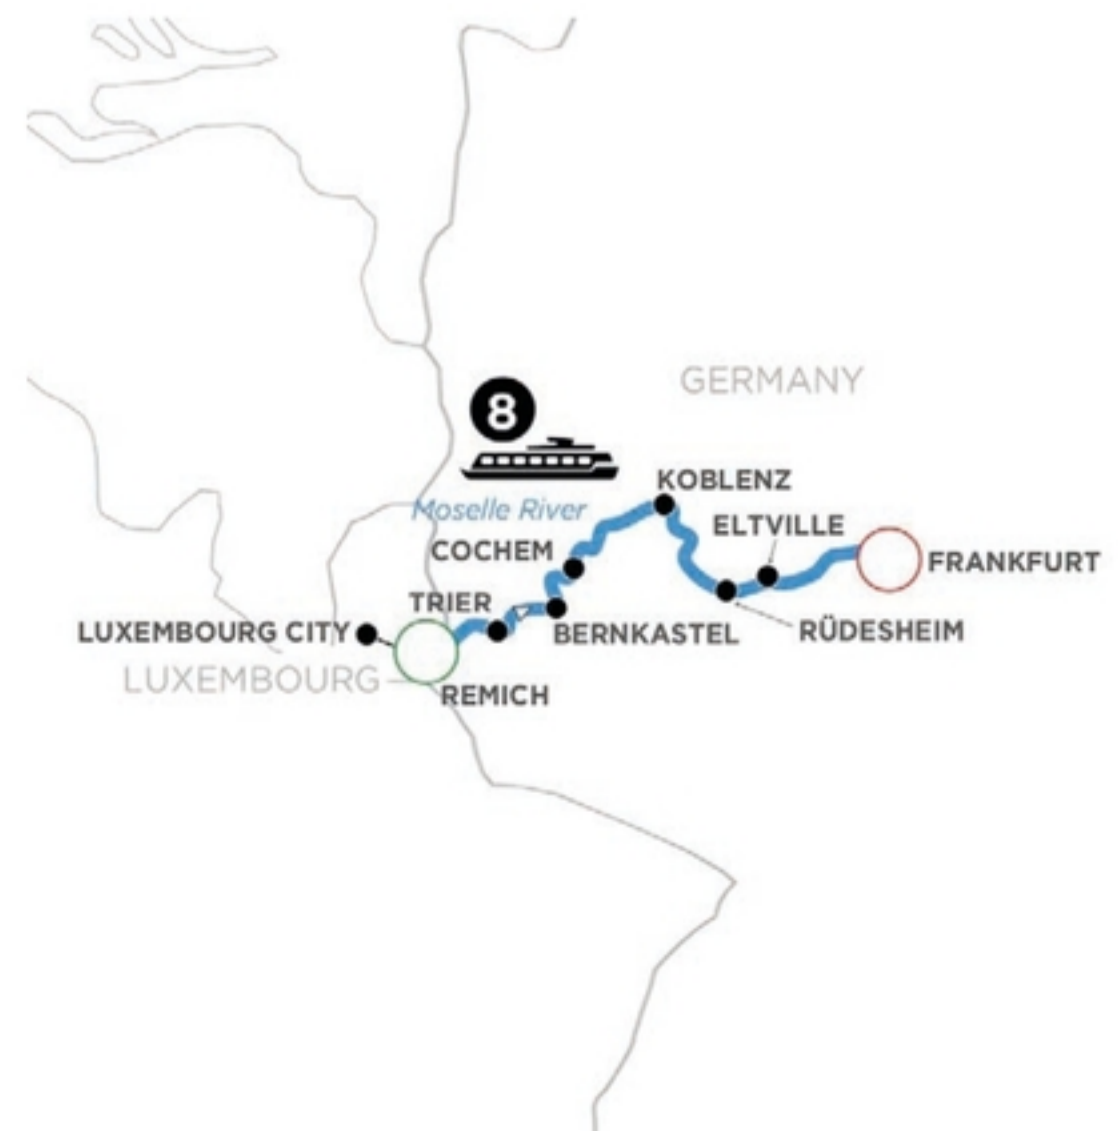 GERMANY
8
KOBLENZ
Moselle River
ELTVILLE
COCHEM
FRANKFURT
TRIER
LUXEMBOURG CITY
BERNKASTEL
RÜDESHEIM
LUXEMBOURG
REMICH